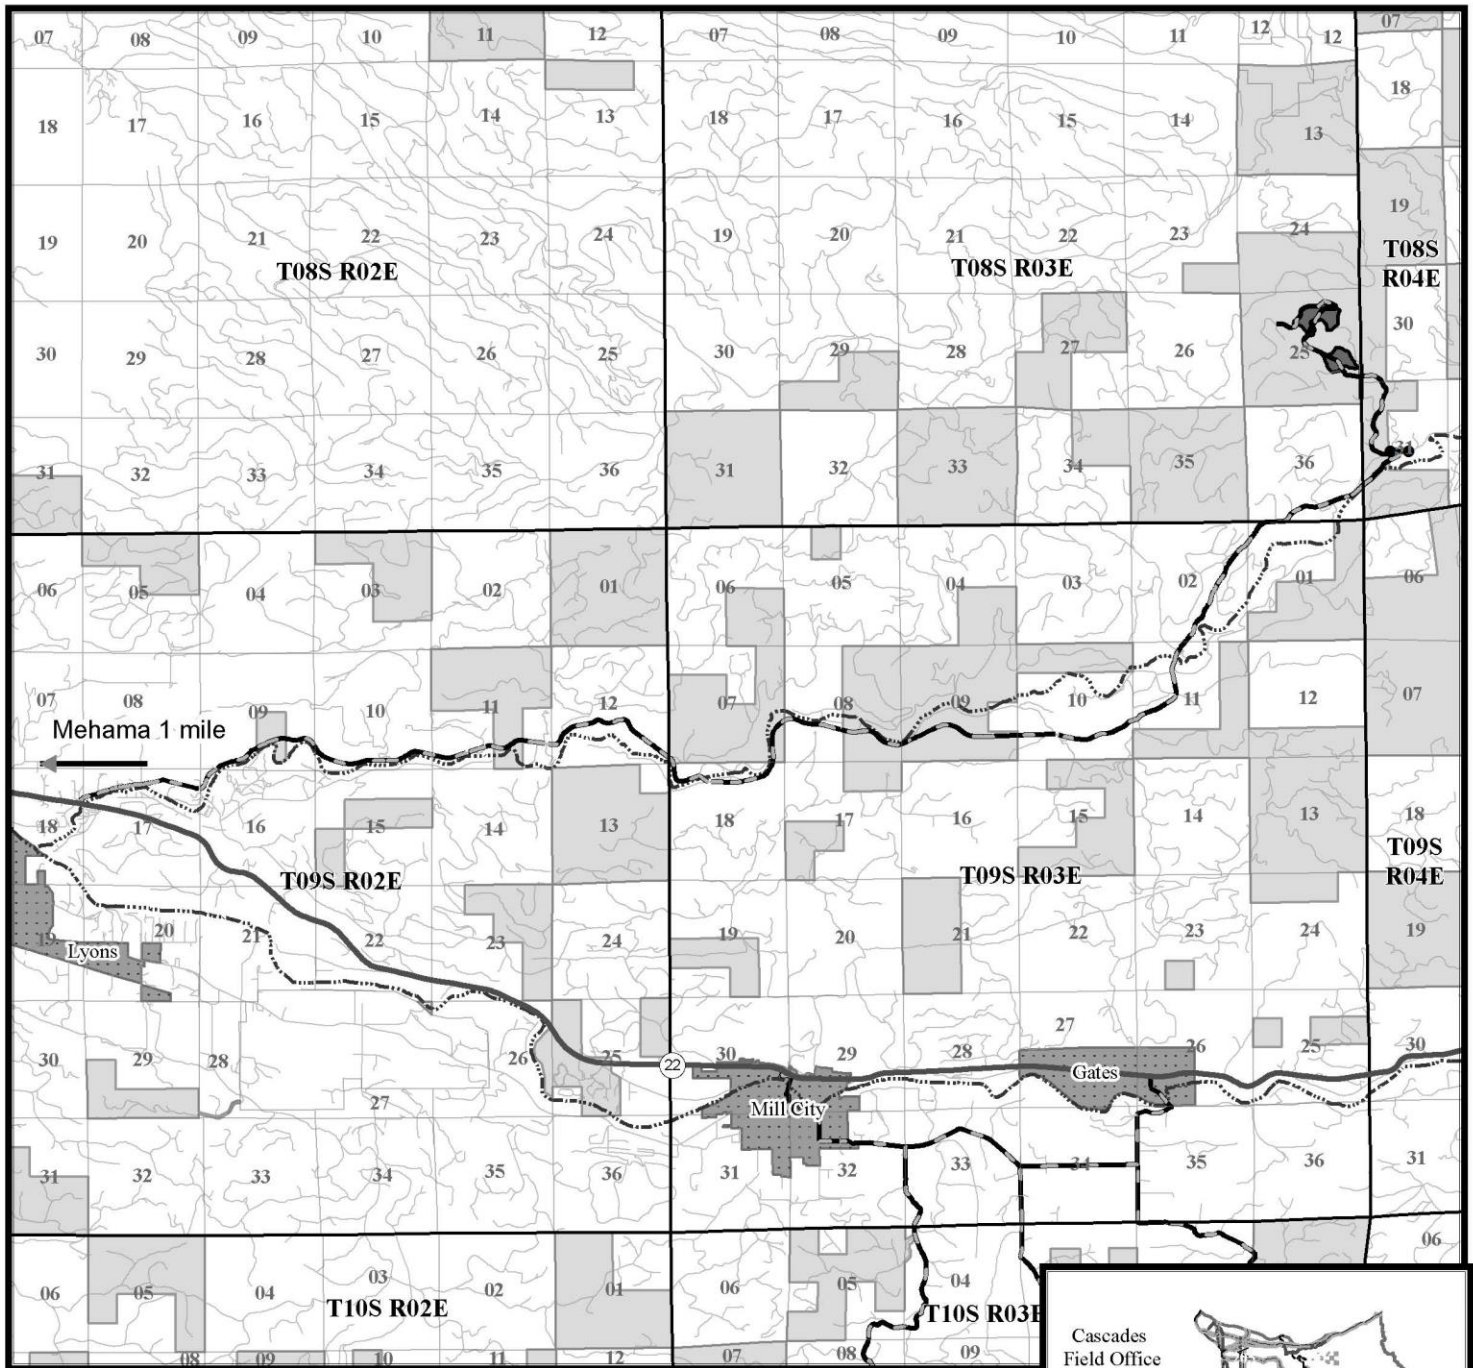 07 08 09 10 11 12 07 08 09 10 11 12 12 07
18 17 16 15 14 13 18 17 16 15 14 13 18
19 20 21 22 23 24 19 20 21 22 23 24 19
T08S R02E T08S R03E T08S
R04E
30 29 28 27 26 25 30 29 28 27 26 25 30
31 32 33 34 35 36 31 32 33 34 35 36 31
06 05 04 03 02 01 06 05 04 03 02 01 06
07 08 09 10 11 12 07 08 09 10 11 12 07
Mehama 1 mile
18 17 16 15 14 13 18 17 16 15 14 13 18
T09S R02E T09S R03E T09S
R04E
19 20 21 22 23 24 19 20 21 22 23 24 19
Lyons
30 29 28 27 26 25 22 30 29 28 27 26 25 30
Gates
Mill City
31 32 33 34 35 36 31 32 33 34 35 36 31
06 05 04 03 02 01 06 05 04 06
T10S R02E T10S R03E
08 09 10 11 12 07 08 09
Cascades
Field Office